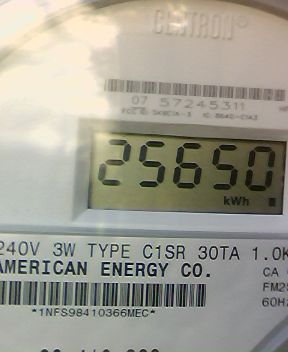 CENTRON®
07 57245311
25650
kWh
240V 3W TYPE C1SR 30TA 1.0K
AMERICAN ENERGY CO.
CA
FM2S
60Hz
*1NFS98410366MEC*